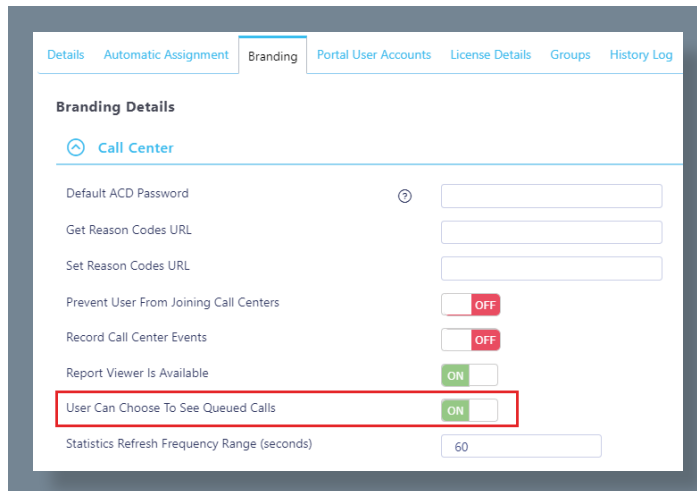 Details Automatic Assignment Branding Portal User Accounts License Details Groups History Log
Branding Details
Call Center
Default ACD Password ?
Get Reason Codes URL
Set Reason Codes URL
Prevent User From Joining Call Centers OFF
Record Call Center Events OFF
Report Viewer Is Available ON
User Can Choose To See Queued Calls ON
Statistics Refresh Frequency Range (seconds) 60